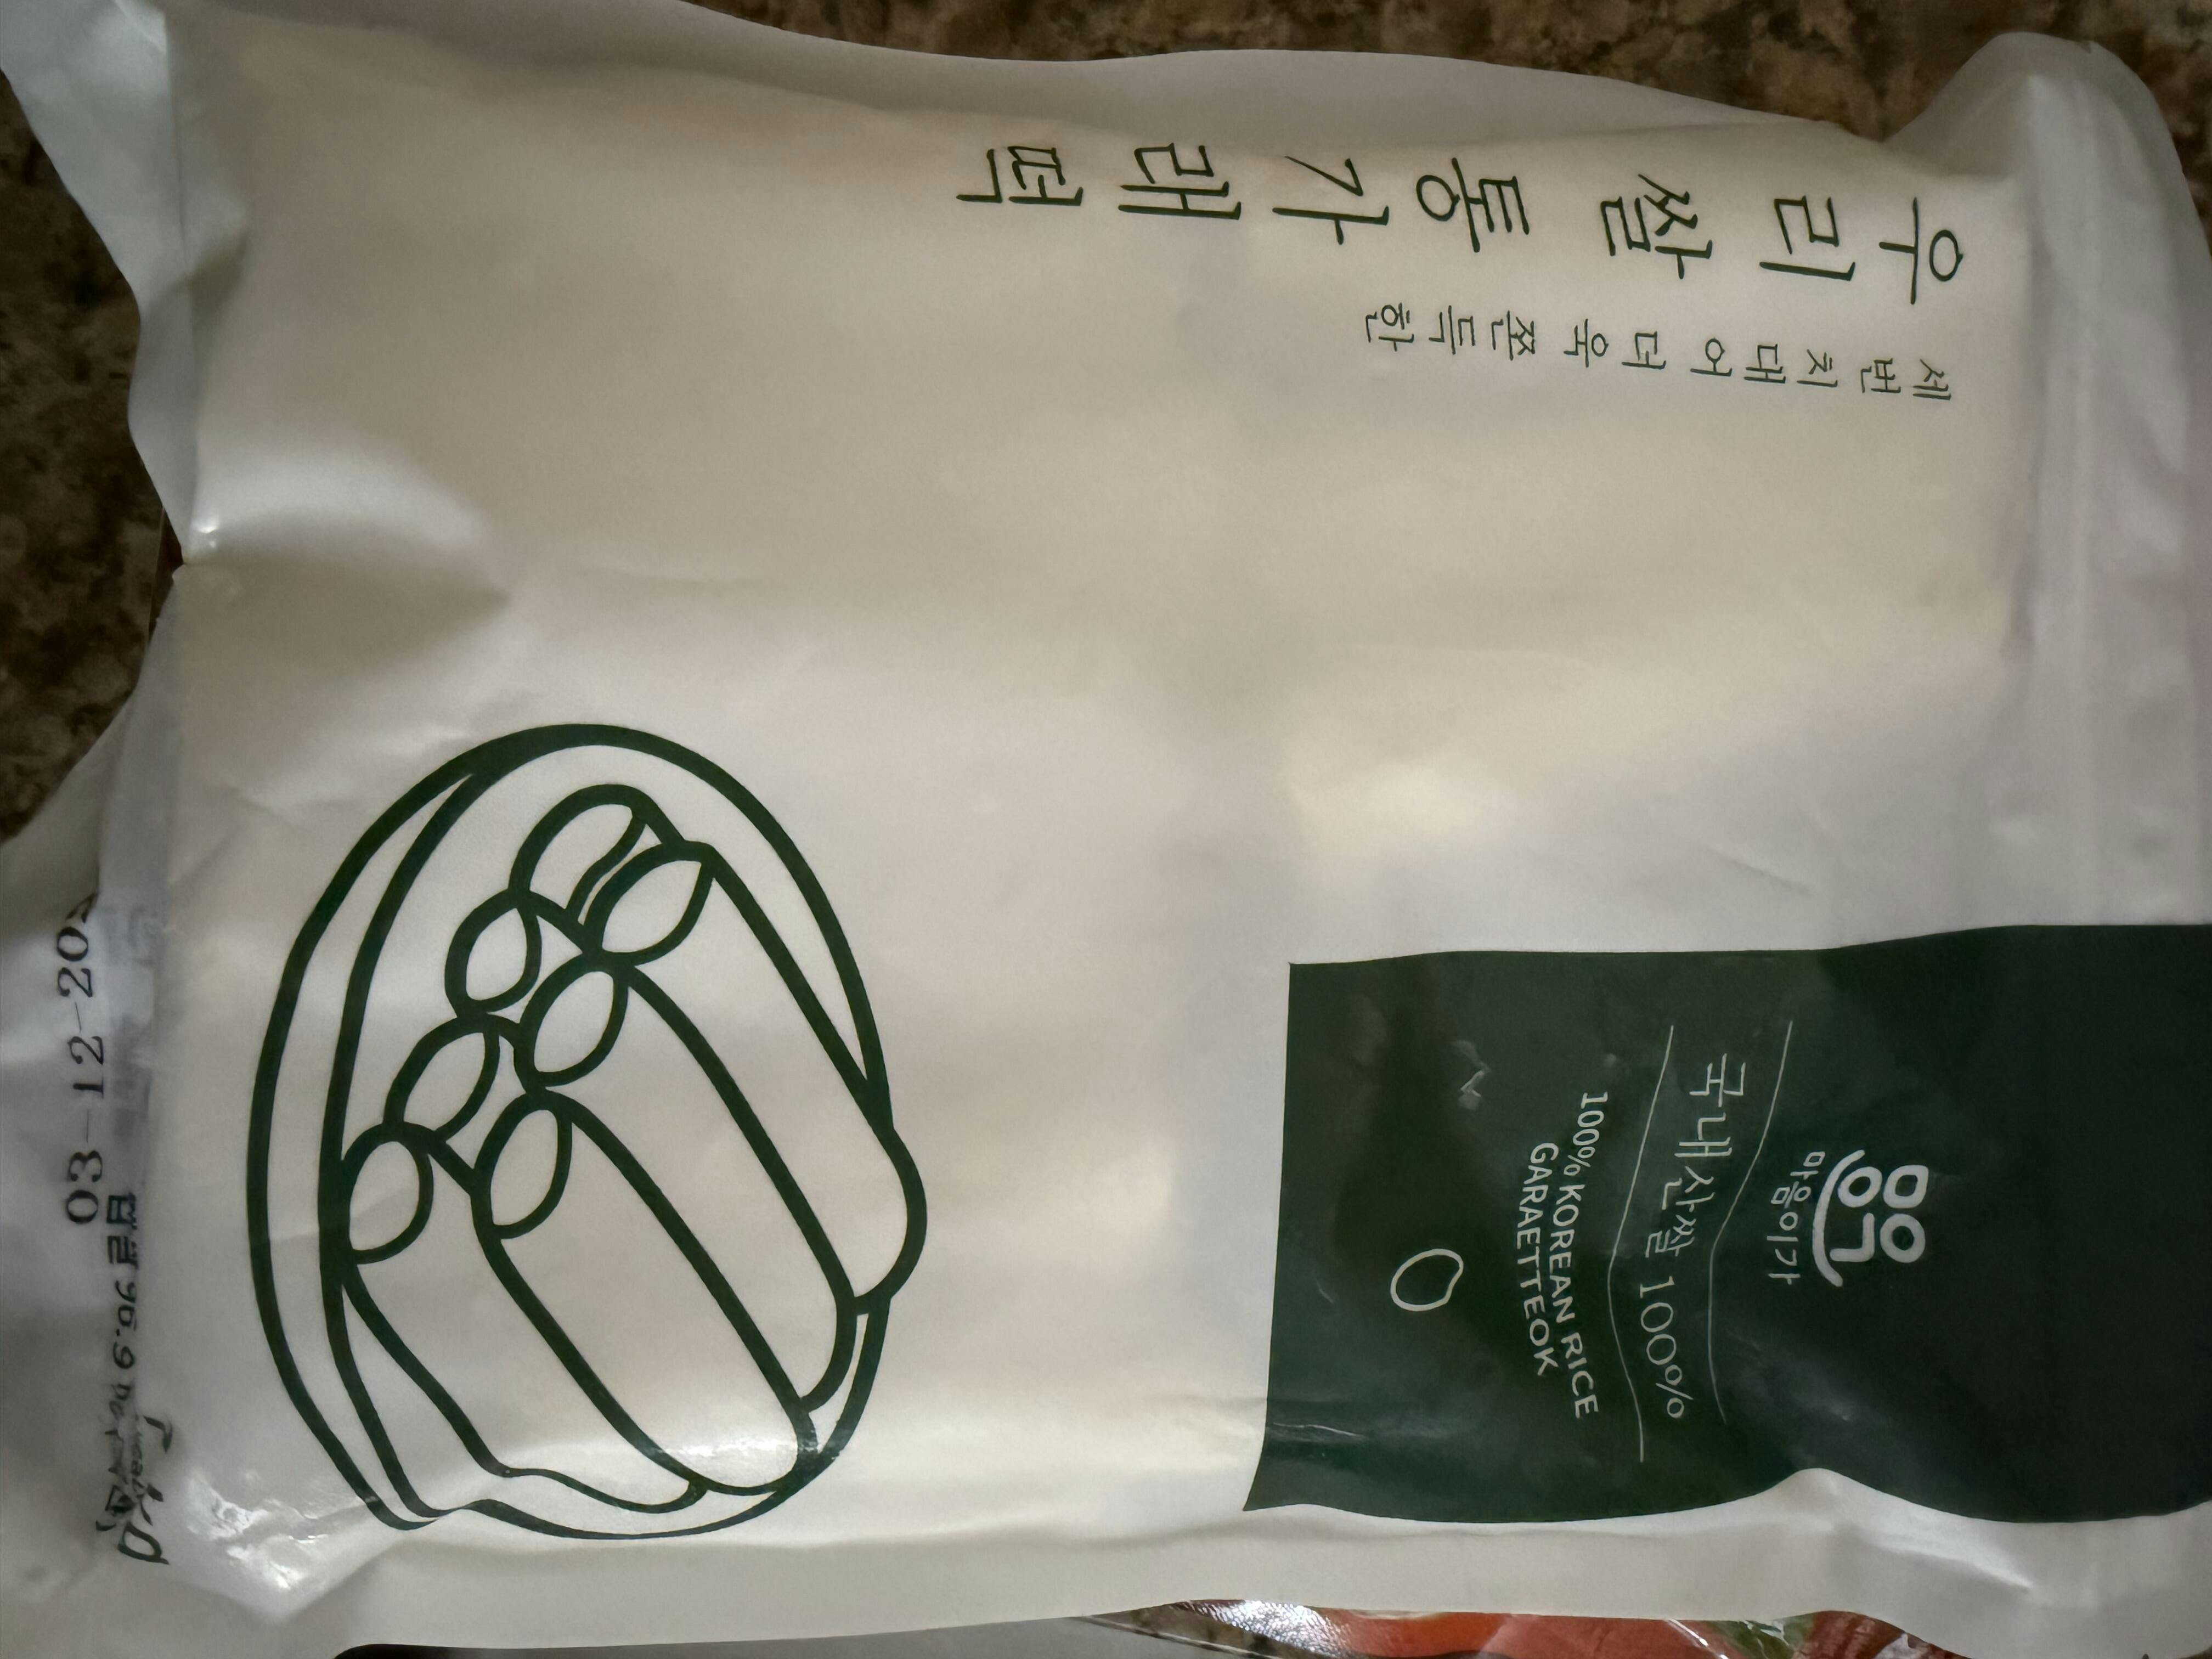 우리쌀통가래떡
세번치대어 더욱 쫀득한
몽
마음이가
국내산쌀 100%
100% KOREAN RICE
GARAETTEOK
03-12-20